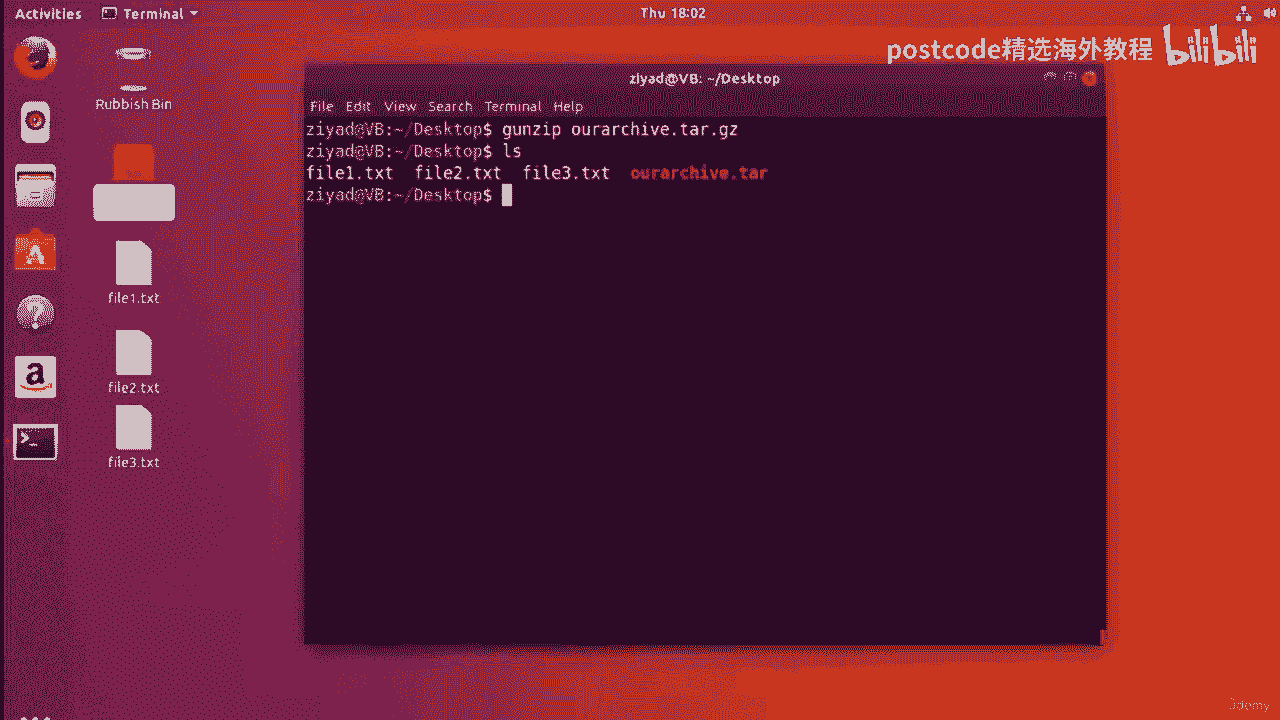 Activities
Terminal
Thu 18:02
postcode精选海外教程 bilibili
Rubbish Bin
file1.txt
file2.txt
file3.txt
ziyad@VB: ~/Desktop
File Edit View Search Terminal Help
ziyad@VB:~/Desktop$ gunzip ourarchive.tar.gz
ziyad@VB:~/Desktop$ ls
file1.txt file2.txt file3.txt ourarchive.tar
ziyad@VB:~/Desktop$